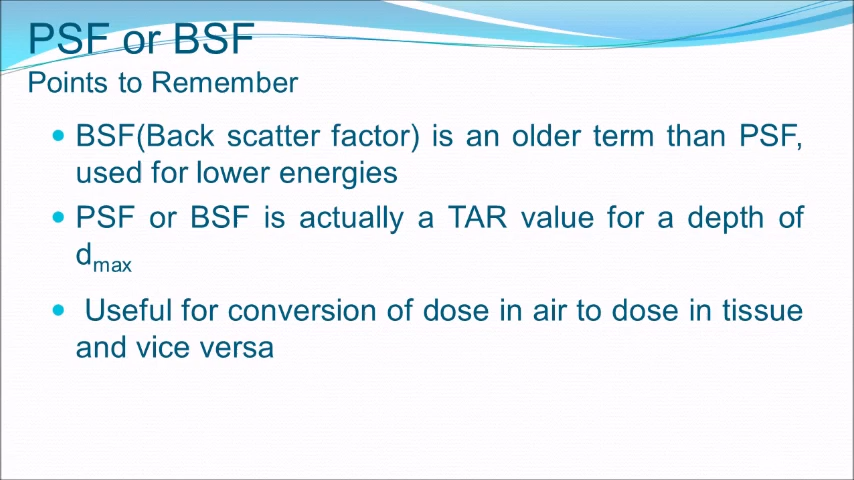 PSF or BSF
Points to Remember
• BSF(Back scatter factor) is an older term than PSF,
used for lower energies
• PSF or BSF is actually a TAR value for a depth of
dmax
• Useful for conversion of dose in air to dose in tissue
and vice versa